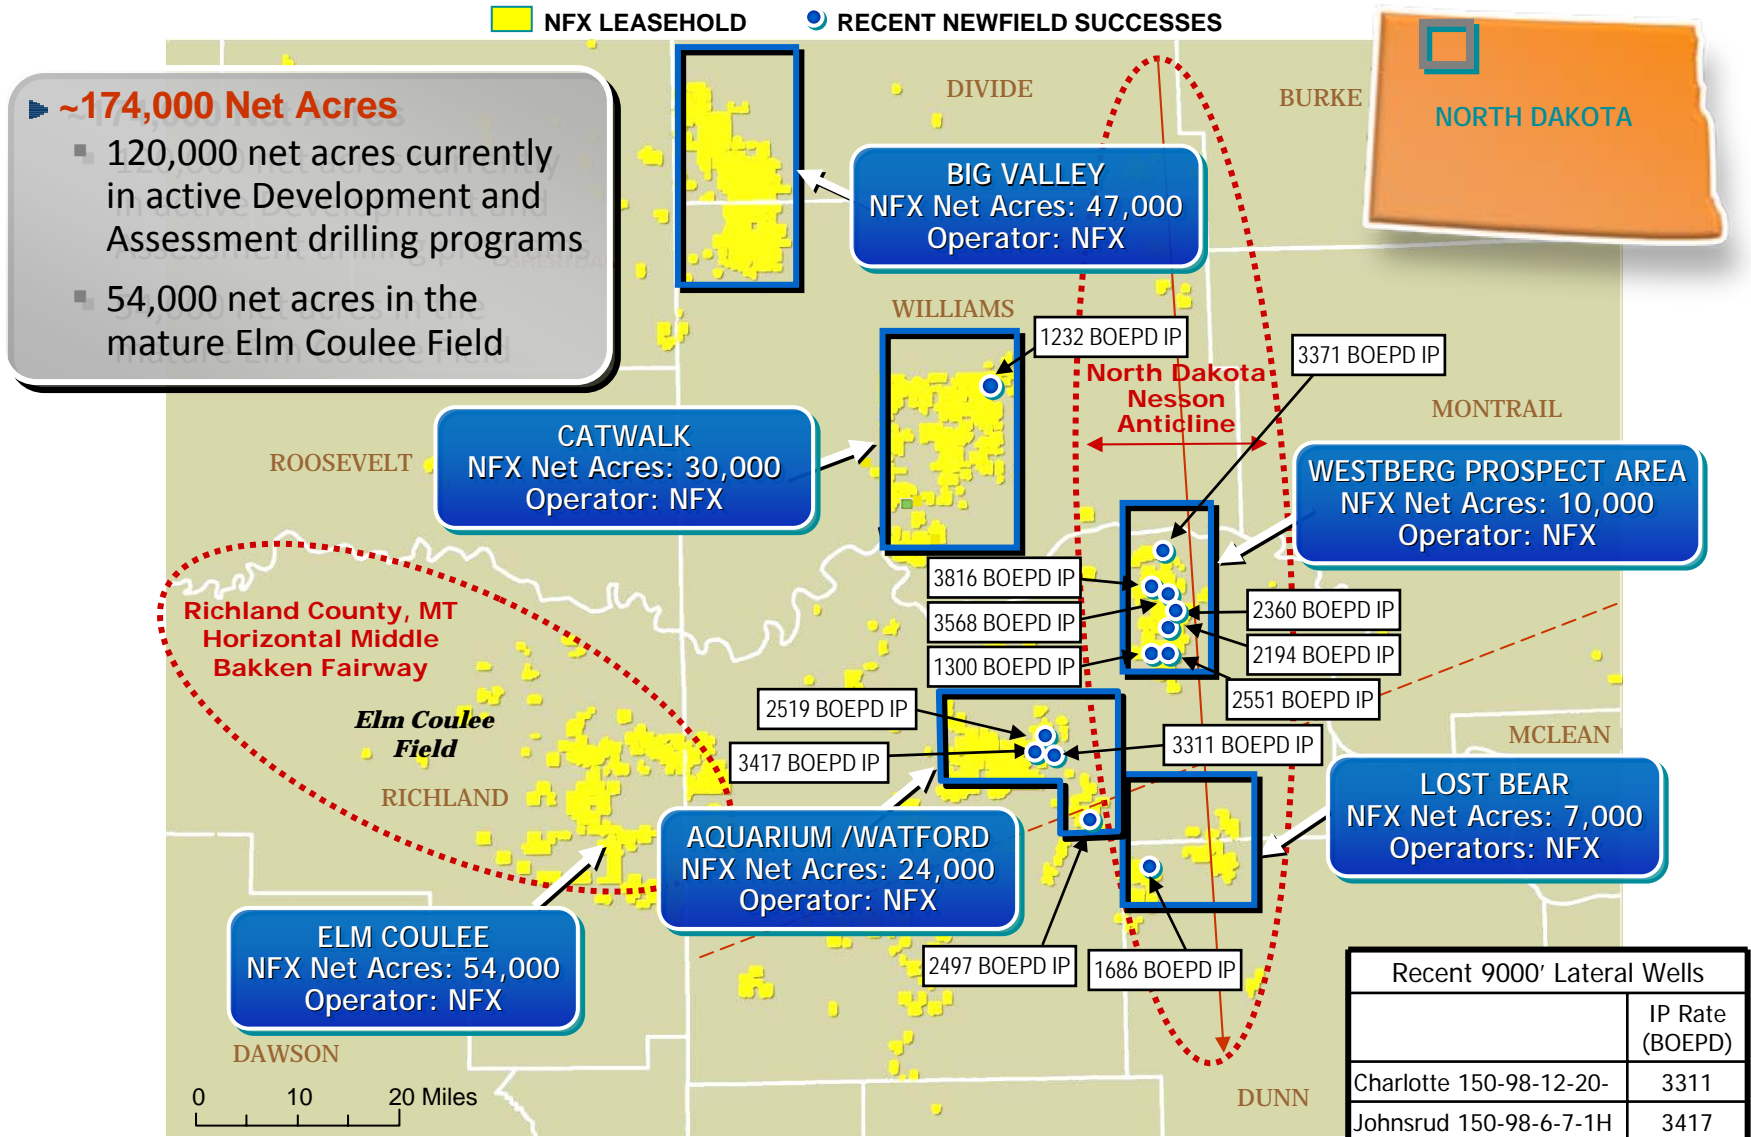 NFX LEASEHOLD
RECENT NEWFIELD SUCCESSES
~174,000 Net Acres
120,000 net acres currently
in active Development and
Assessment drilling programs
54,000 net acres in the
mature Elm Coulee Field
DIVIDE
BURKE
NORTH DAKOTA
BIG VALLEY
NFX Net Acres: 47,000
Operator: NFX
WILLIAMS
1232 BOEPD IP
3371 BOEPD IP
North Dakota
Nesson
Anticline
MONTRAIL
ROOSEVELT
CATWALK
NFX Net Acres: 30,000
Operator: NFX
WESTBERG PROSPECT AREA
NFX Net Acres: 10,000
Operator: NFX
3816 BOEPD IP
3568 BOEPD IP
1300 BOEPD IP
2360 BOEPD IP
2194 BOEPD IP
2551 BOEPD IP
Richland County, MT
Horizontal Middle
Bakken Fairway
Elm Coulee
Field
RICHLAND
2519 BOEPD IP
3417 BOEPD IP
3311 BOEPD IP
MCLEAN
LOST BEAR
NFX Net Acres: 7,000
Operators: NFX
AQUARIUM /WATFORD
NFX Net Acres: 24,000
Operator: NFX
ELM COULEE
NFX Net Acres: 54,000
Operator: NFX
2497 BOEPD IP
1686 BOEPD IP
DAWSON
0 10 20 Miles
DUNN
Recent 9000' Lateral Wells
IP Rate
(BOEPD)
Charlotte 150-98-12-20- 3311
Johnsrud 150-98-6-7-1H 3417